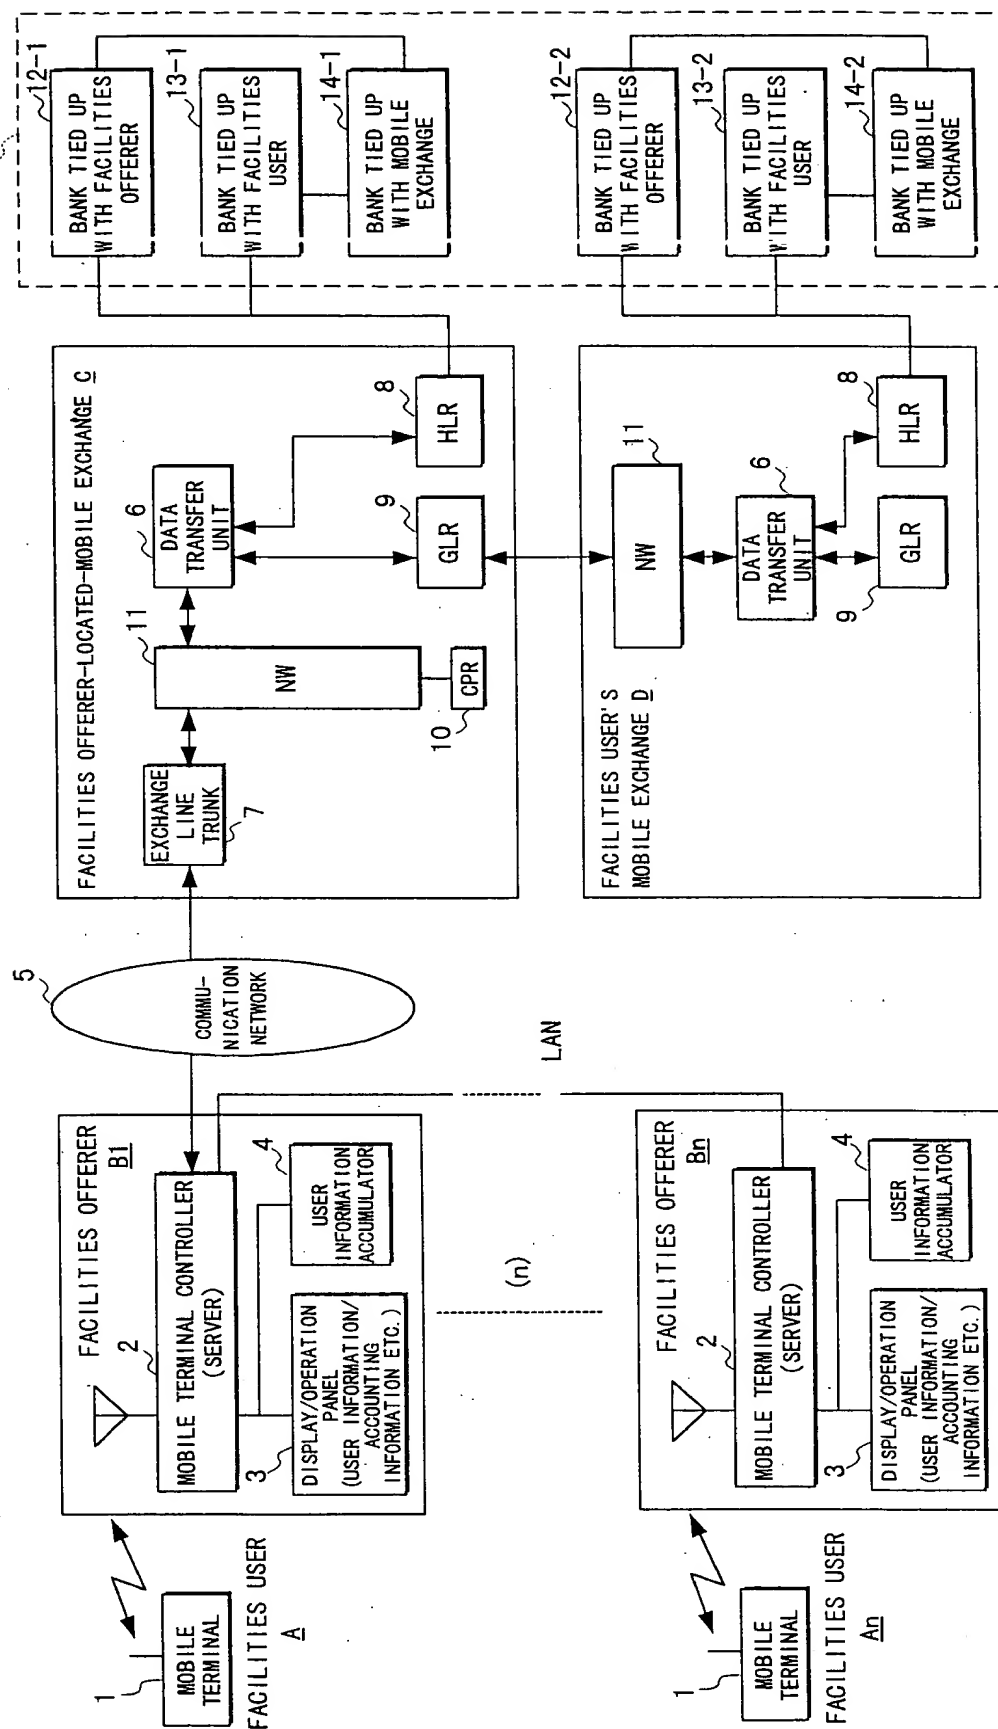 1
MOBILE
TERMINAL
FACILITIES USER
A
FACILITIES OFFERER
B1
2
MOBILE TERMINAL CONTROLLER
(SERVER)
3
DISPLAY/OPERATION
PANEL
(USER INFORMATION/
ACCOUNTING
INFORMATION ETC.)
4
USER
INFORMATION
ACCUMULATOR
5
COMMU-
NICATION
NETWORK
LAN
(n)
1
MOBILE
TERMINAL
FACILITIES USER
An
FACILITIES OFFERER
Bn
2
MOBILE TERMINAL CONTROLLER
(SERVER)
3
DISPLAY/OPERATION
PANEL
(USER INFORMATION/
ACCOUNTING
INFORMATION ETC.)
4
USER
INFORMATION
ACCUMULATOR
FACILITIES OFFERER-LOCATED-MOBILE EXCHANGE C
EXCHANGE
LINE
TRUNK
7
11
NW
10
CPR
6
DATA
TRANSFER
UNIT
9
GLR
8
HLR
FACILITIES USER'S
MOBILE EXCHANGE D
11
NW
6
DATA
TRANSFER
UNIT
9
GLR
8
HLR
12-1
BANK TIED UP
WITH FACILITIES
OFFERER
13-1
BANK TIED UP
WITH FACILITIES
USER
14-1
BANK TIED UP
WITH MOBILE
EXCHANGE
12-2
BANK TIED UP
WITH FACILITIES
OFFERER
13-2
BANK TIED UP
WITH FACILITIES
USER
14-2
BANK TIED UP
WITH MOBILE
EXCHANGE